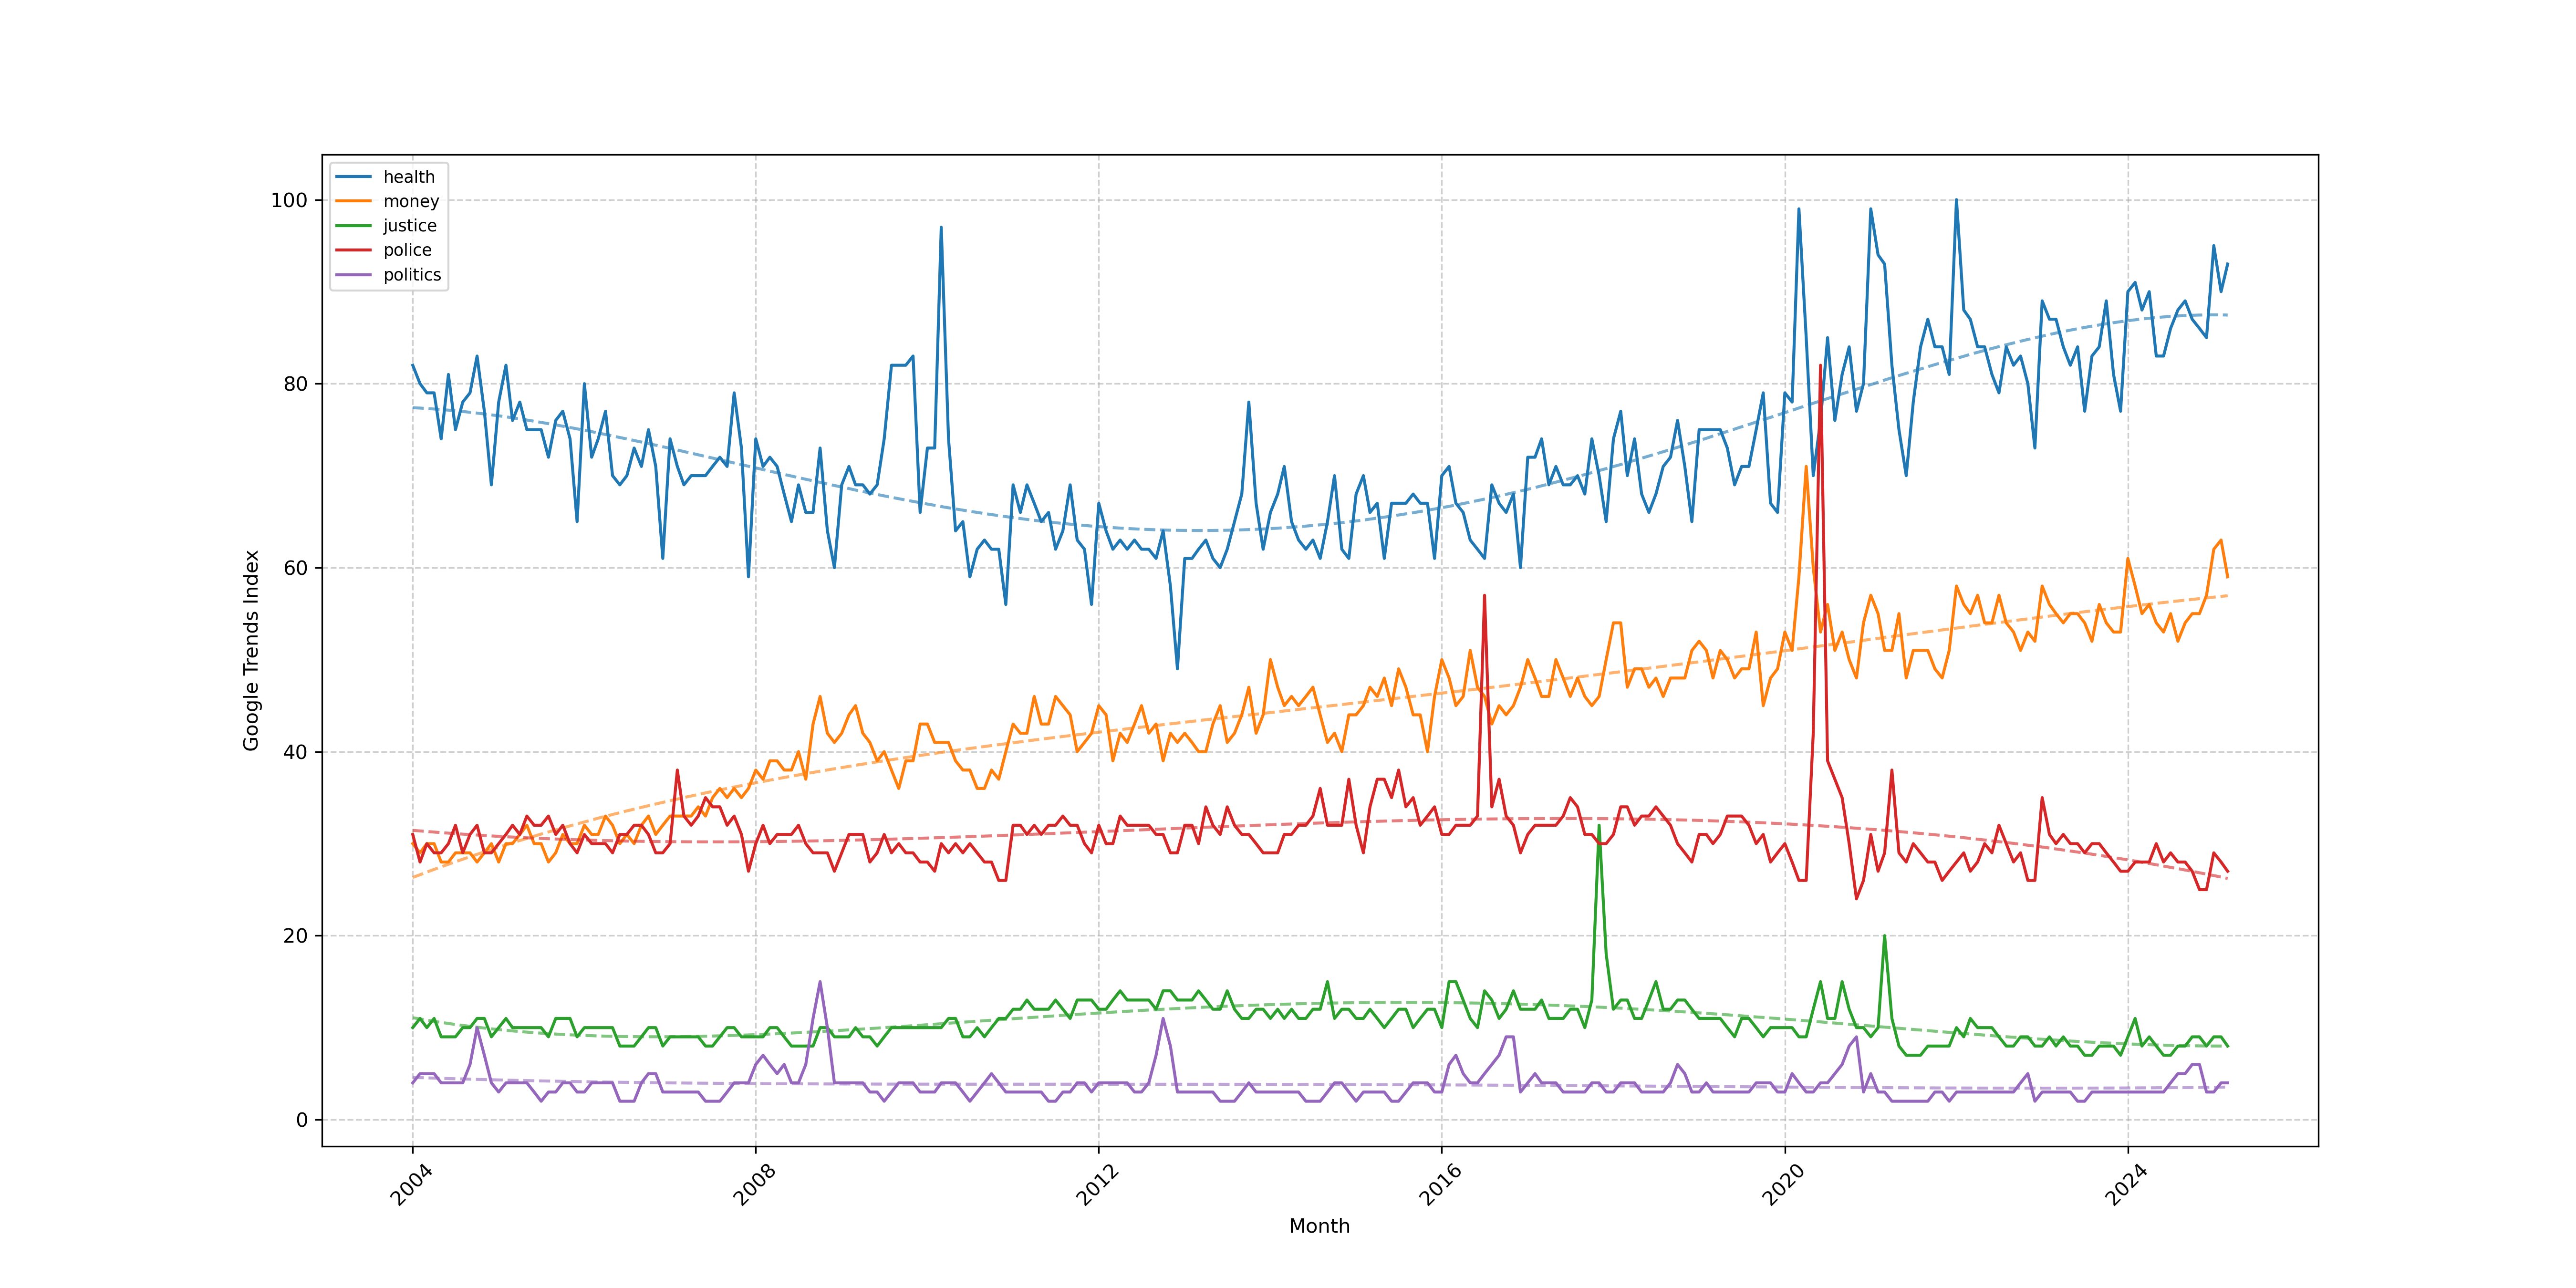 health
money
justice
police
politics
100
80
60
40
20
0
Google Trends Index
2004
2008
2012
2016
2020
2024
Month